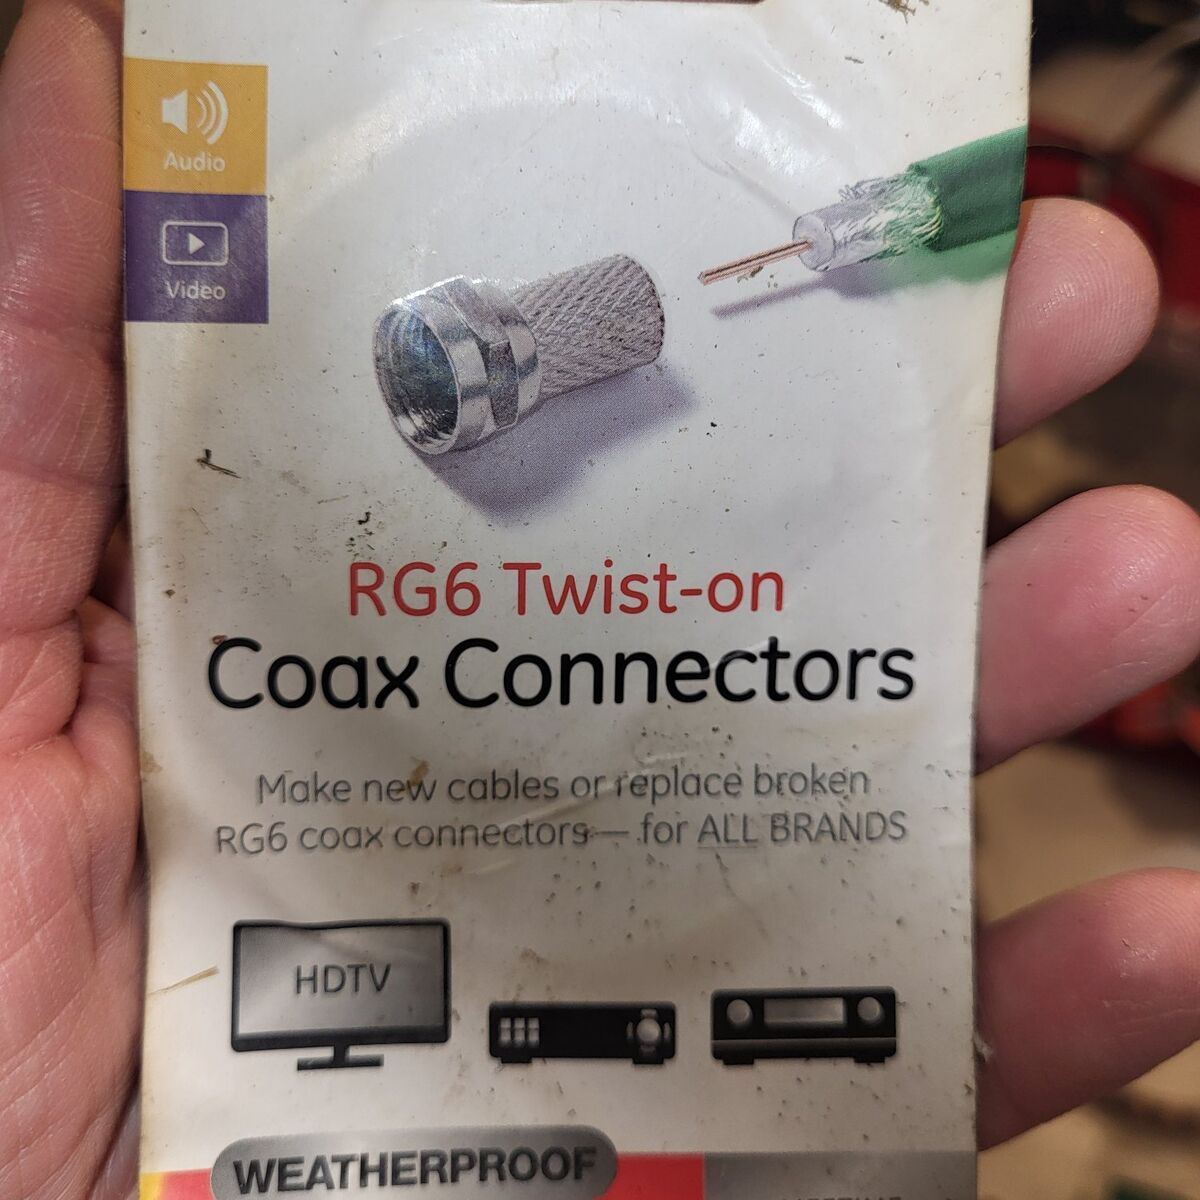 Audio
Video
RG6 Twist-on
Coax Connectors
Make new cables or replace broken
RG6 coax connectors — for ALL BRANDS
HDTV
WEATHERPROOF